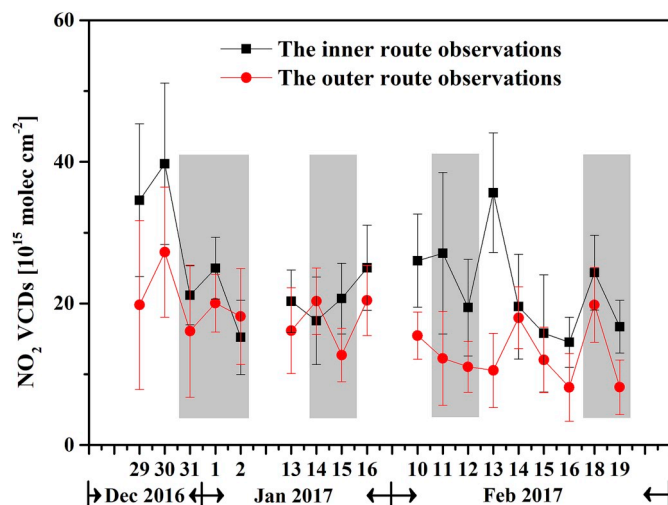 60
40
20
0
NO2 VCDs [10^15 molec cm^-2]
The inner route observations
The outer route observations
29 30 31 1 2 13 14 15 16 10 11 12 13 14 15 16 18 19
Dec 2016 Jan 2017 Feb 2017